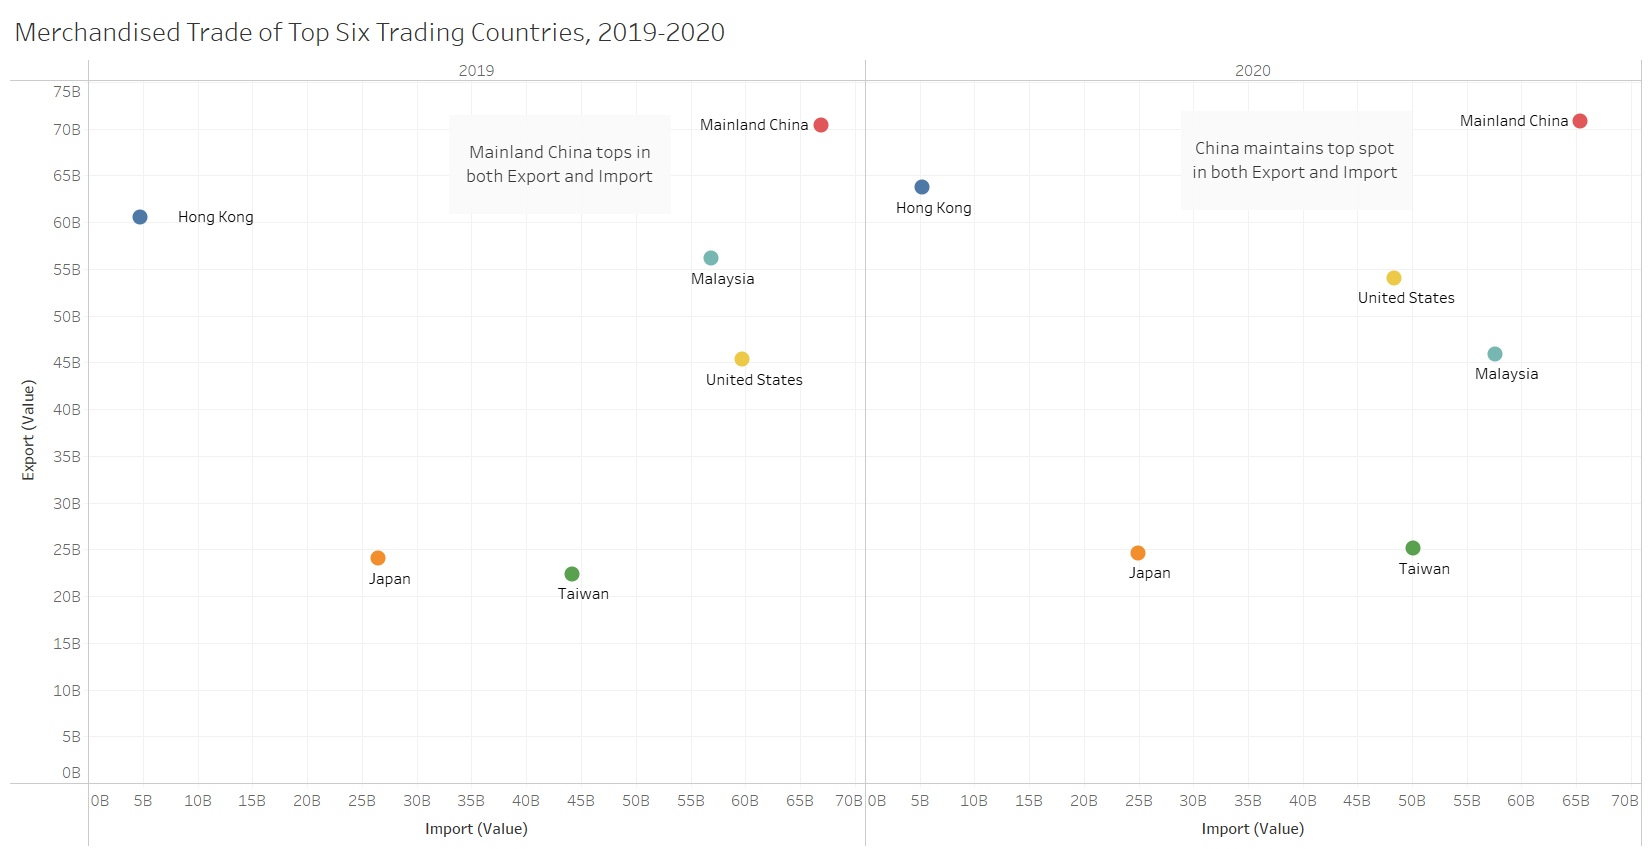 Merchandised Trade of Top Six Trading Countries, 2019-2020
2019
2020
Export (Value)
75B
70B
65B
60B
55B
50B
45B
40B
35B
30B
25B
20B
15B
10B
5B
0B
Mainland China
Mainland China tops in
both Export and Import
Hong Kong
Malaysia
United States
Japan
Taiwan
Mainland China
China maintains top spot
in both Export and Import
Hong Kong
United States
Malaysia
Japan
Taiwan
0B 5B 10B 15B 20B 25B 30B 35B 40B 45B 50B 55B 60B 65B 70B
0B 5B 10B 15B 20B 25B 30B 35B 40B 45B 50B 55B 60B 65B 70B
Import (Value)
Import (Value)